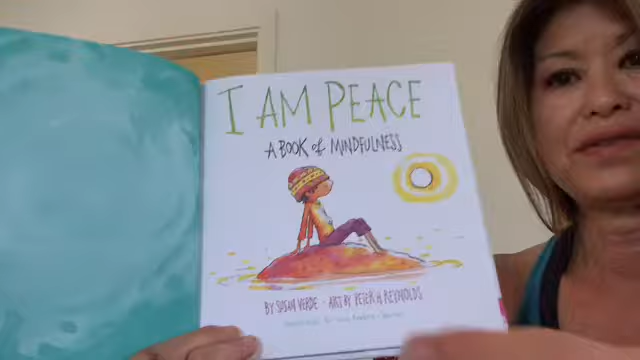 I AM PEACE
A BOOK of MINDFULNESS
BY SUSAN VERDE · ART BY PETER H. REYNOLDS